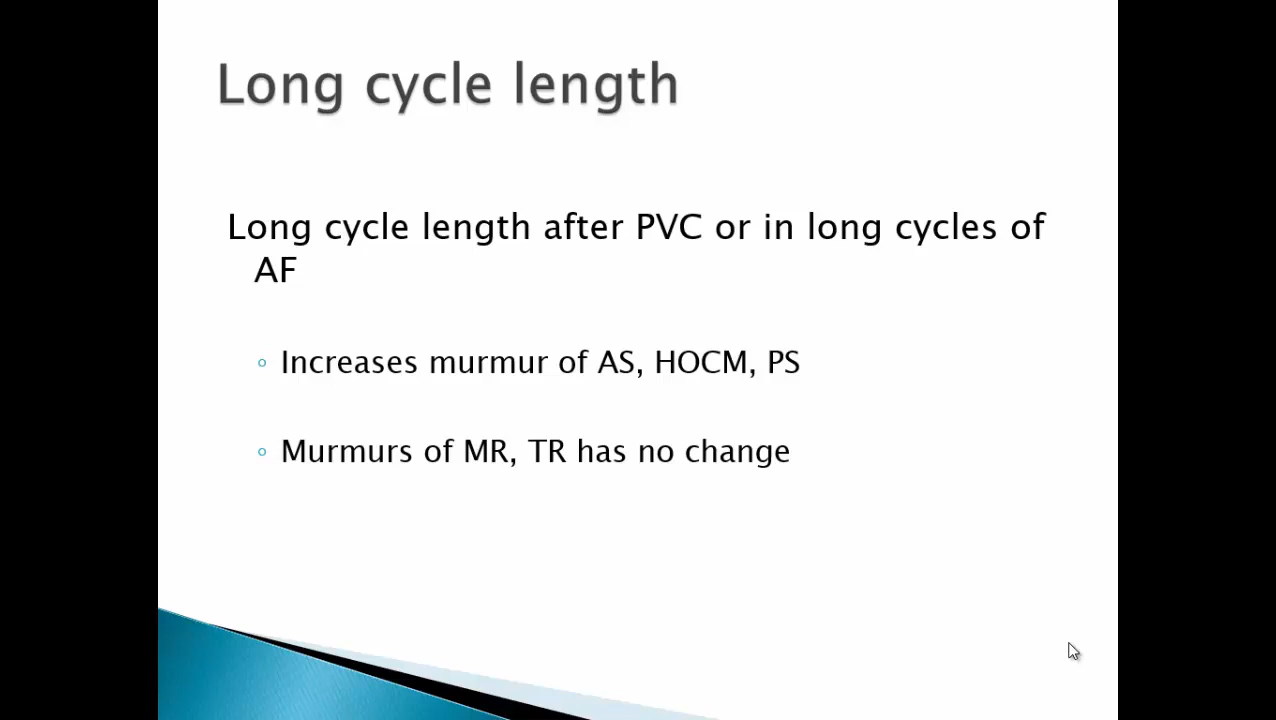 Long cycle length
Long cycle length after PVC or in long cycles of
AF
◦ Increases murmur of AS, HOCM, PS
◦ Murmurs of MR, TR has no change